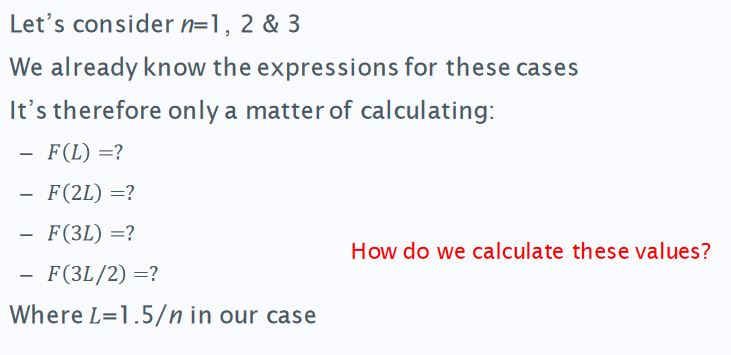 Let's consider n=1, 2 & 3
We already know the expressions for these cases
It's therefore only a matter of calculating:
– F(L) =?
– F(2L) =?
– F(3L) =?
How do we calculate these values?
– F(3L/2) =?
Where L=1.5/n in our case